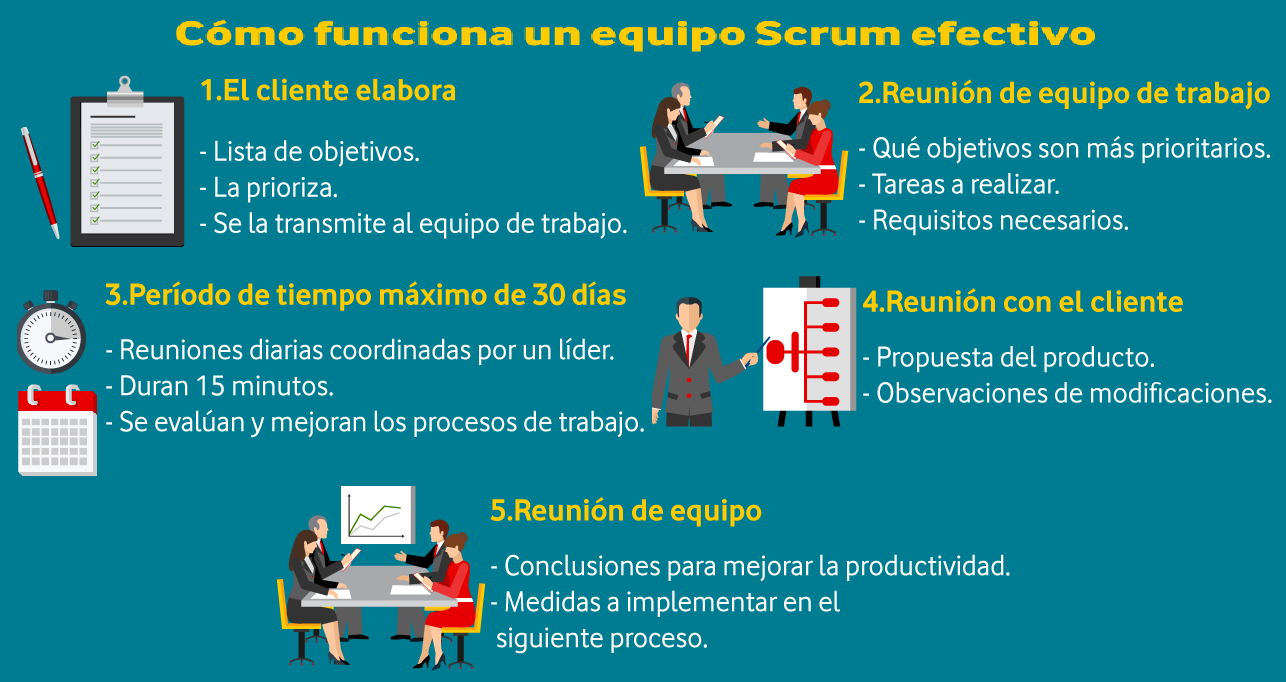 Cómo funciona un equipo Scrum efectivo
1.El cliente elabora
- Lista de objetivos.
- La prioriza.
- Se la transmite al equipo de trabajo.
2.Reunión de equipo de trabajo
- Qué objetivos son más prioritarios.
- Tareas a realizar.
- Requisitos necesarios.
3.Período de tiempo máximo de 30 días
- Reuniones diarias coordinadas por un líder.
- Duran 15 minutos.
- Se evalúan y mejoran los procesos de trabajo.
4.Reunión con el cliente
- Propuesta del producto.
- Observaciones de modificaciones.
5.Reunión de equipo
- Conclusiones para mejorar la productividad.
- Medidas a implementar en el
siguiente proceso.